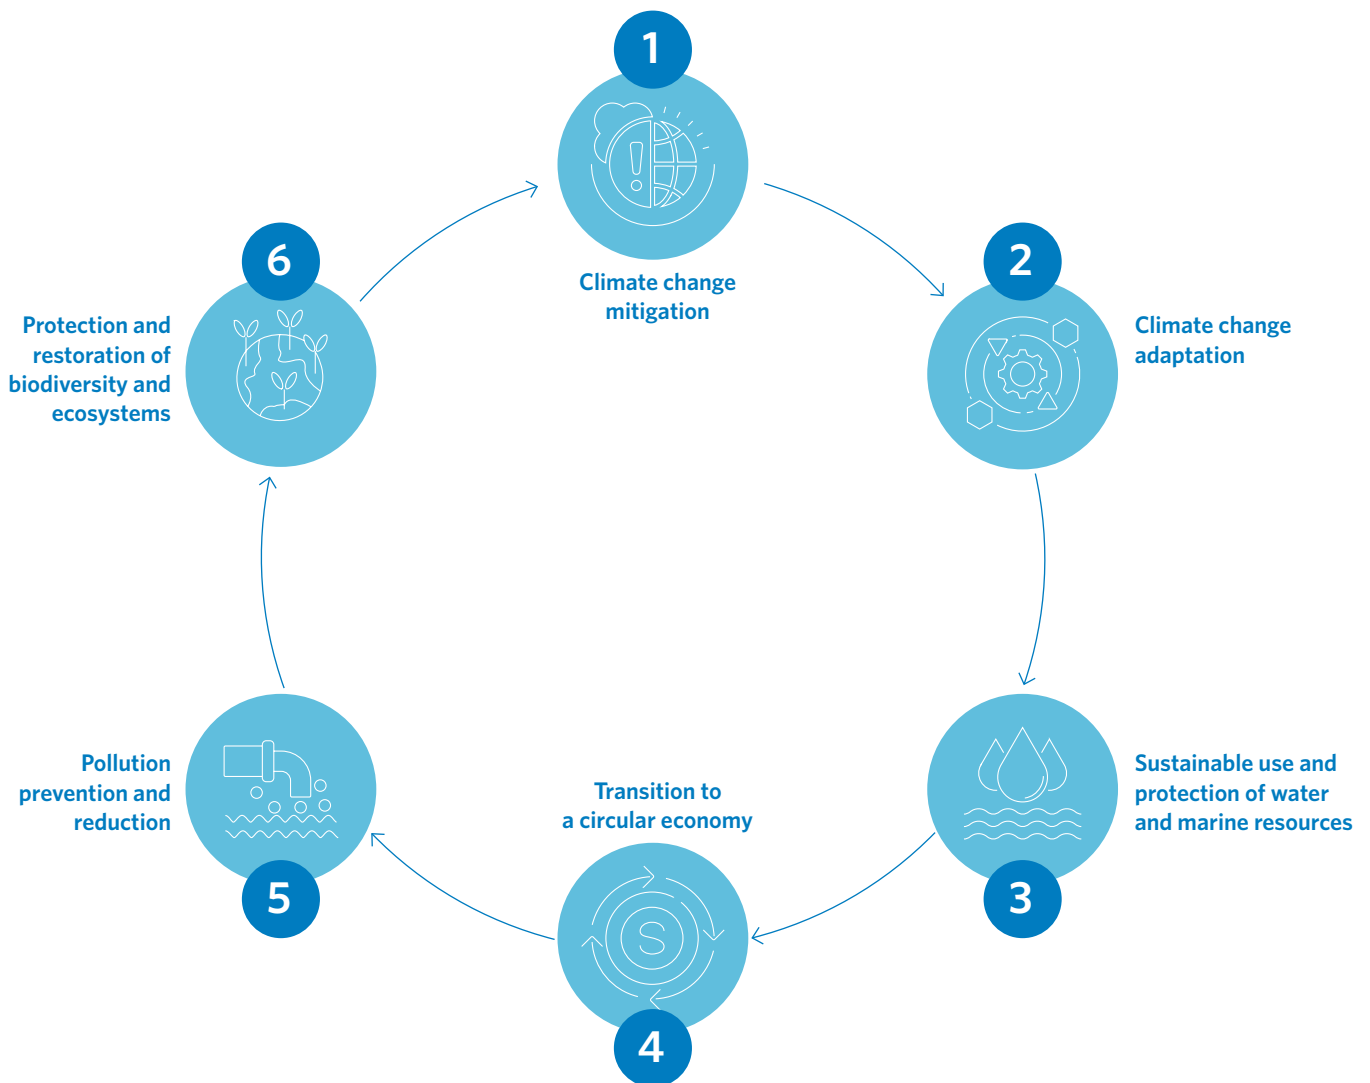 1
Climate change
mitigation
2
Climate change
adaptation
3
Sustainable use and
protection of water
and marine resources
Transition to
a circular economy
S
4
Pollution
prevention and
reduction
5
6
Protection and
restoration of
biodiversity and
ecosystems